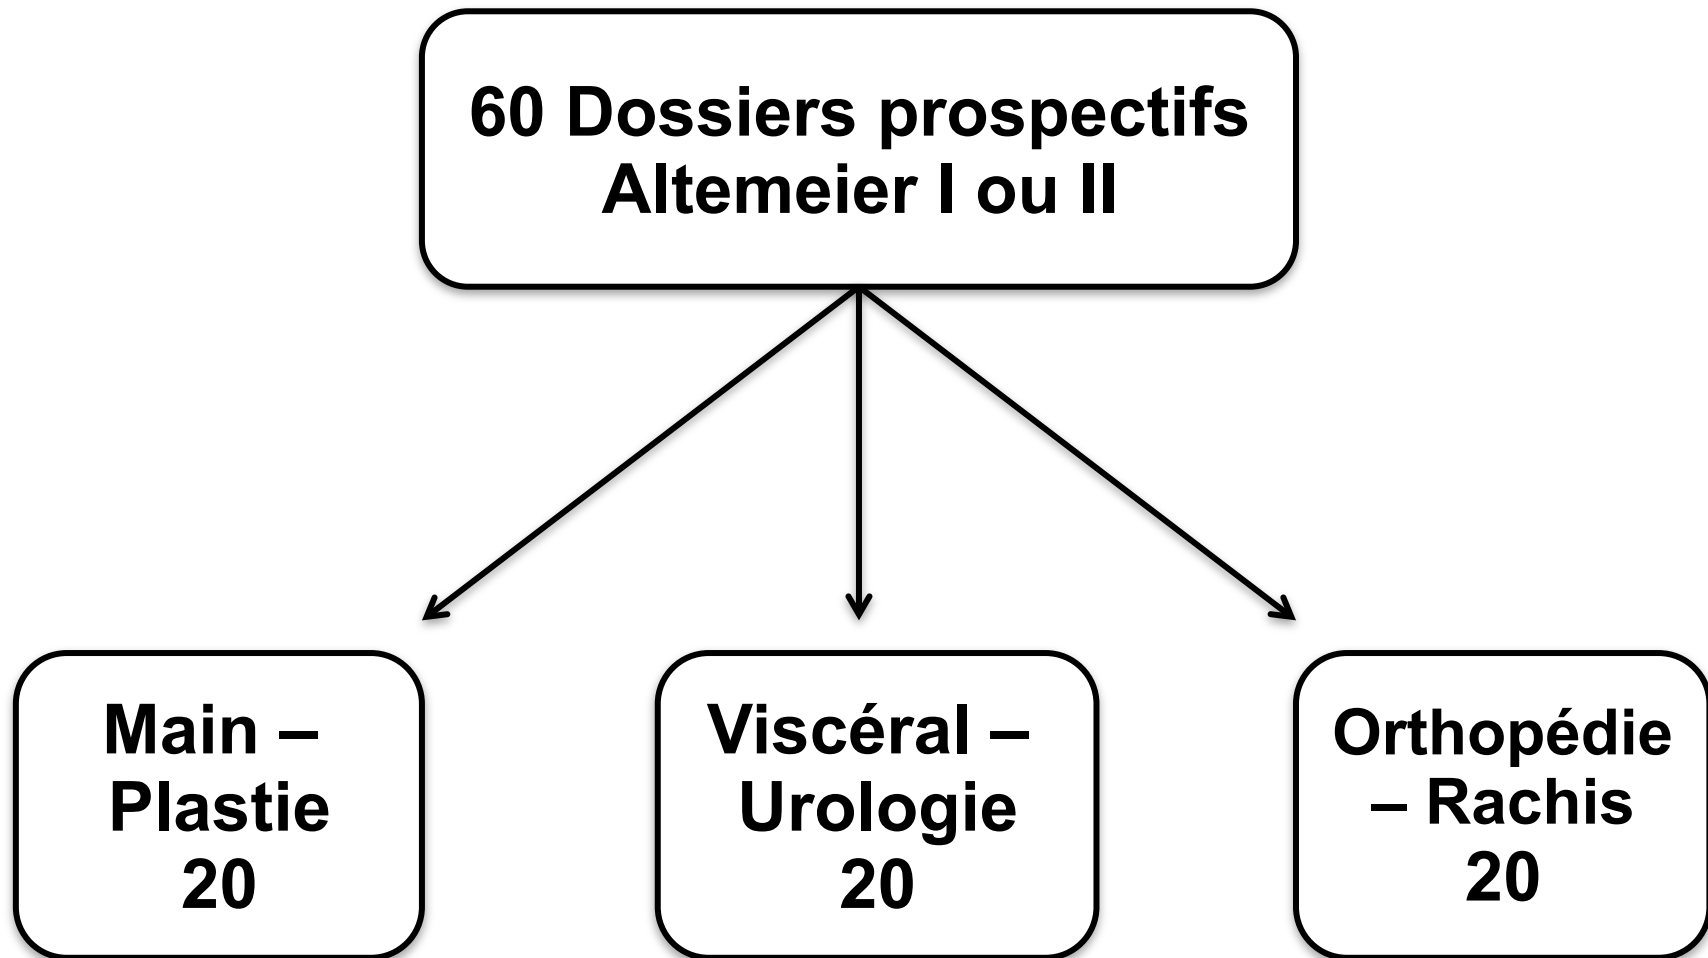 60 Dossiers prospectifs
Altemeier I ou II
Main –
Plastie
20
Viscéral –
Urologie
20
Orthopédie
– Rachis
20